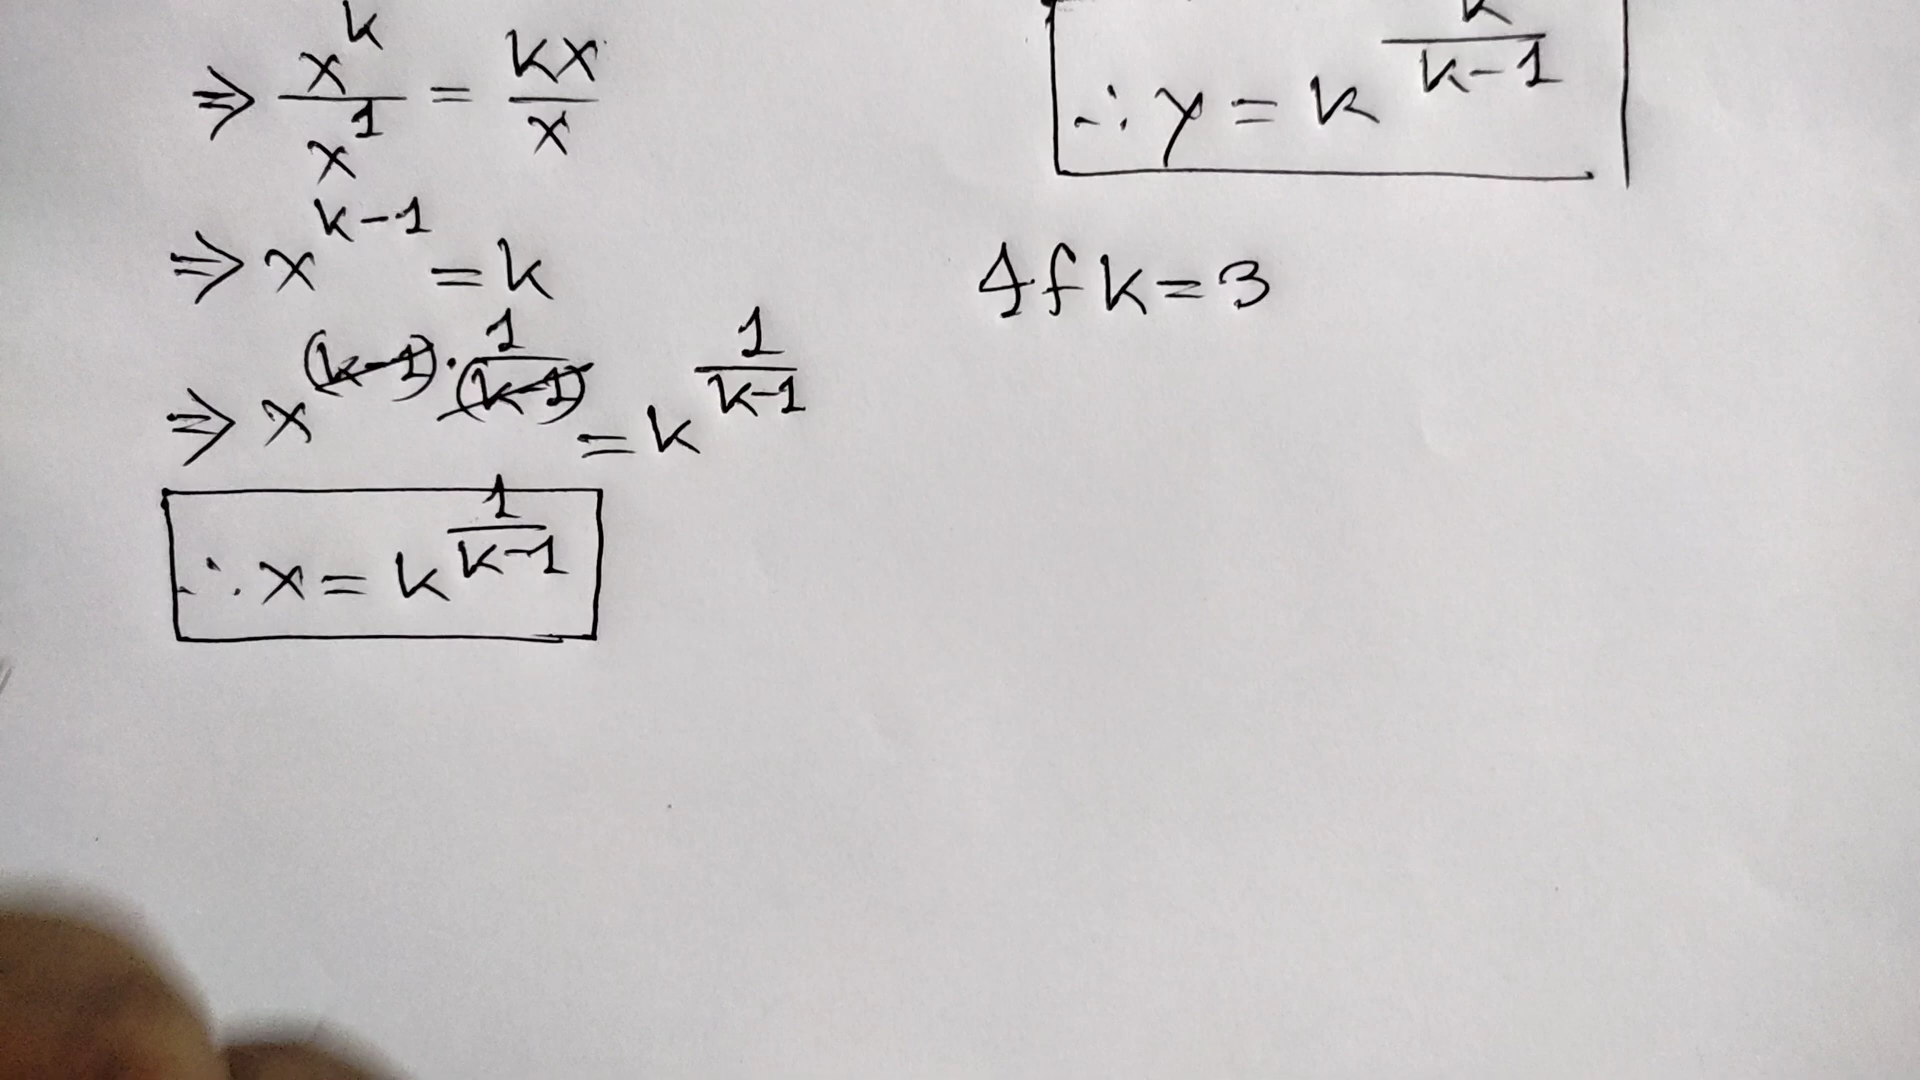 ⇒ x^k / x^1 = kx / x
⇒ x^(k-1) = k
⇒ x^((k-1)·1/(k-1)) = k^(1/(k-1))
∴ x = k^(1/(k-1))
∴ y = k^(k/(k-1))
If k = 3